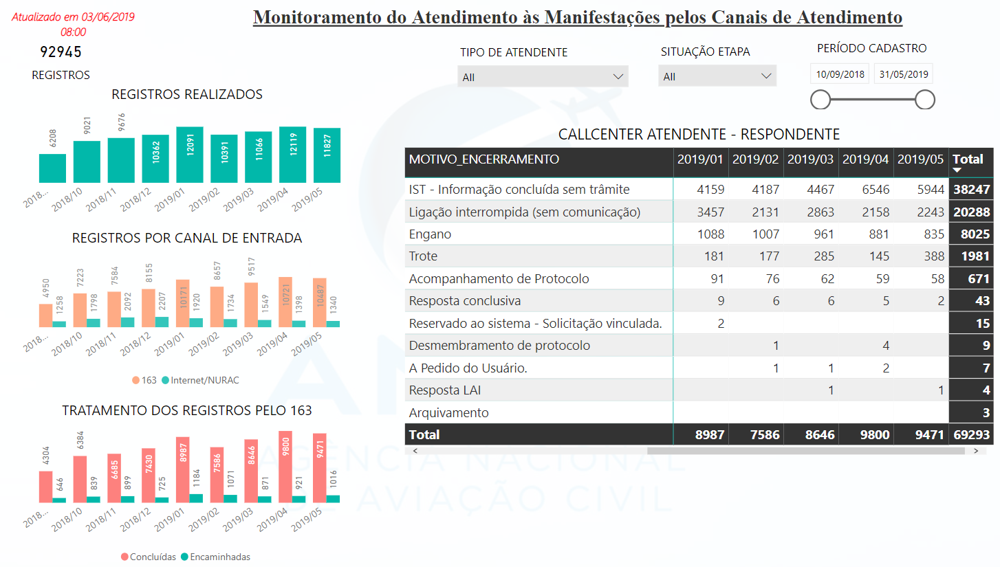 Atualizado em 03/06/2019
08:00
Monitoramento do Atendimento às Manifestações pelos Canais de Atendimento
92945
REGISTROS
TIPO DE ATENDENTE
All
SITUAÇÃO ETAPA
All
PERÍODO CADASTRO
10/09/2018 31/05/2019
REGISTROS REALIZADOS
6208 9021 9676 10362 12091 10391 11066 12119 11827
2018... 2018/10 2018/11 2018/12 2019/01 2019/02 2019/03 2019/04 2019/05
REGISTROS POR CANAL DE ENTRADA
4950 1258 7223 1798 7584 2092 8155 2207 10171 1920 8657 1734 9517 1549 10721 1398 10487 1340
2018... 2018/10 2018/11 2018/12 2019/01 2019/02 2019/03 2019/04 2019/05
163 Internet/NURAC
TRATAMENTO DOS REGISTROS PELO 163
4304 646 6384 839 6685 899 7430 725 8987 1184 7586 1071 8646 871 9800 921 9471 1016
2018... 2018/10 2018/11 2018/12 2019/01 2019/02 2019/03 2019/04 2019/05
Concluídas Encaminhadas
CALLCENTER ATENDENTE - RESPONDENTE
MOTIVO_ENCERRAMENTO 2019/01 2019/02 2019/03 2019/04 2019/05 Total
IST - Informação concluída sem trâmite 4159 4187 4467 6546 5944 38247
Ligação interrompida (sem comunicação) 3457 2131 2863 2158 2243 20288
Engano 1088 1007 961 881 835 8025
Trote 181 177 285 145 388 1981
Acompanhamento de Protocolo 91 76 62 59 58 671
Resposta conclusiva 9 6 6 5 2 43
Reservado ao sistema - Solicitação vinculada. 2 15
Desmembramento de protocolo 1 4 9
A Pedido do Usuário. 1 1 2 7
Resposta LAI 1 1 4
Arquivamento 3
Total 8987 7586 8646 9800 9471 69293
AGÊNCIA NACIONAL
DE AVIAÇÃO CIVIL